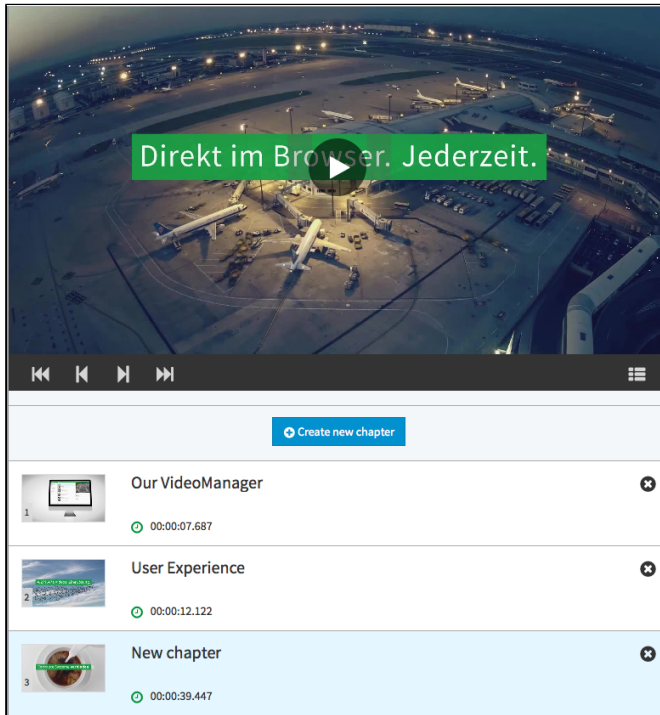 Direkt im Browser. Jederzeit.
Create new chapter
Our VideoManager
1
00:00:07.687
User Experience
2
00:00:12.122
New chapter
3
00:00:39.447